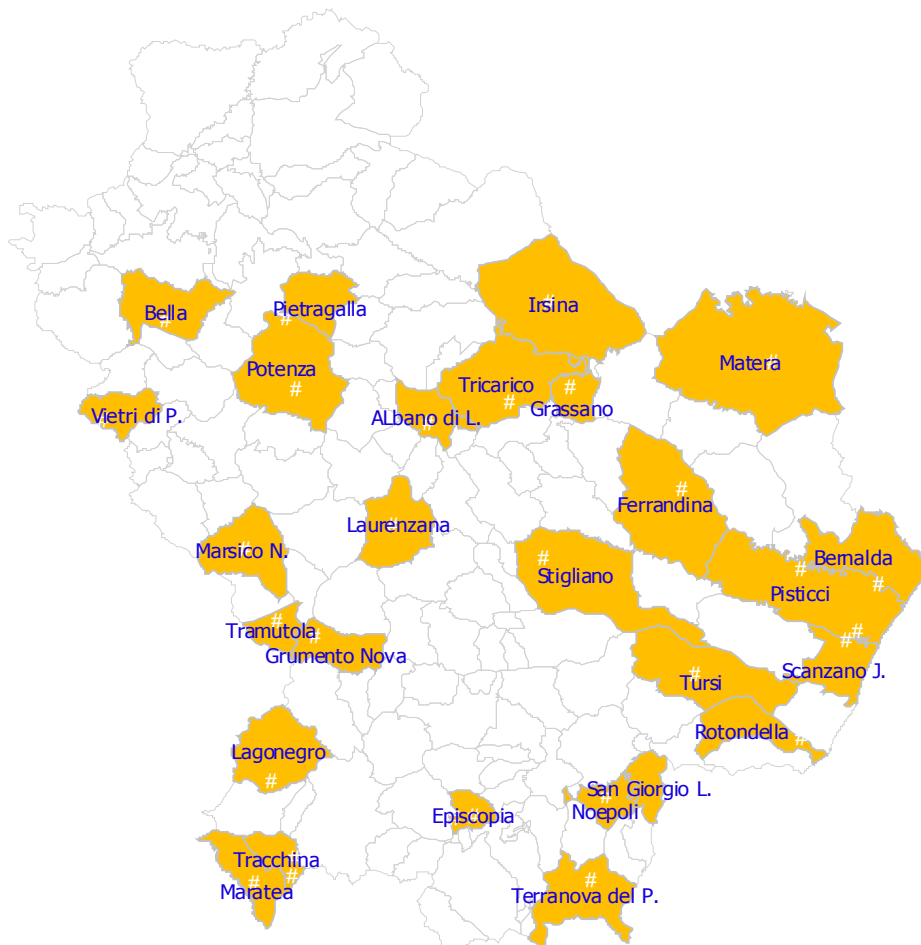 Irsina
Pietragalla
Bella
Matera
Potenza
Tricarico
Grassano
Vietri di P.
ALbano di L.
Ferrandina
Laurenzana
Marsico N.
Bernalda
Stigliano
Pisticci
Tramutola
Grumento Nova
Scanzano J.
Tursi
Rotondella
Lagonegro
San Giorgio L.
Noepoli
Episcopia
Tracchina
Maratea
Terranova del P.